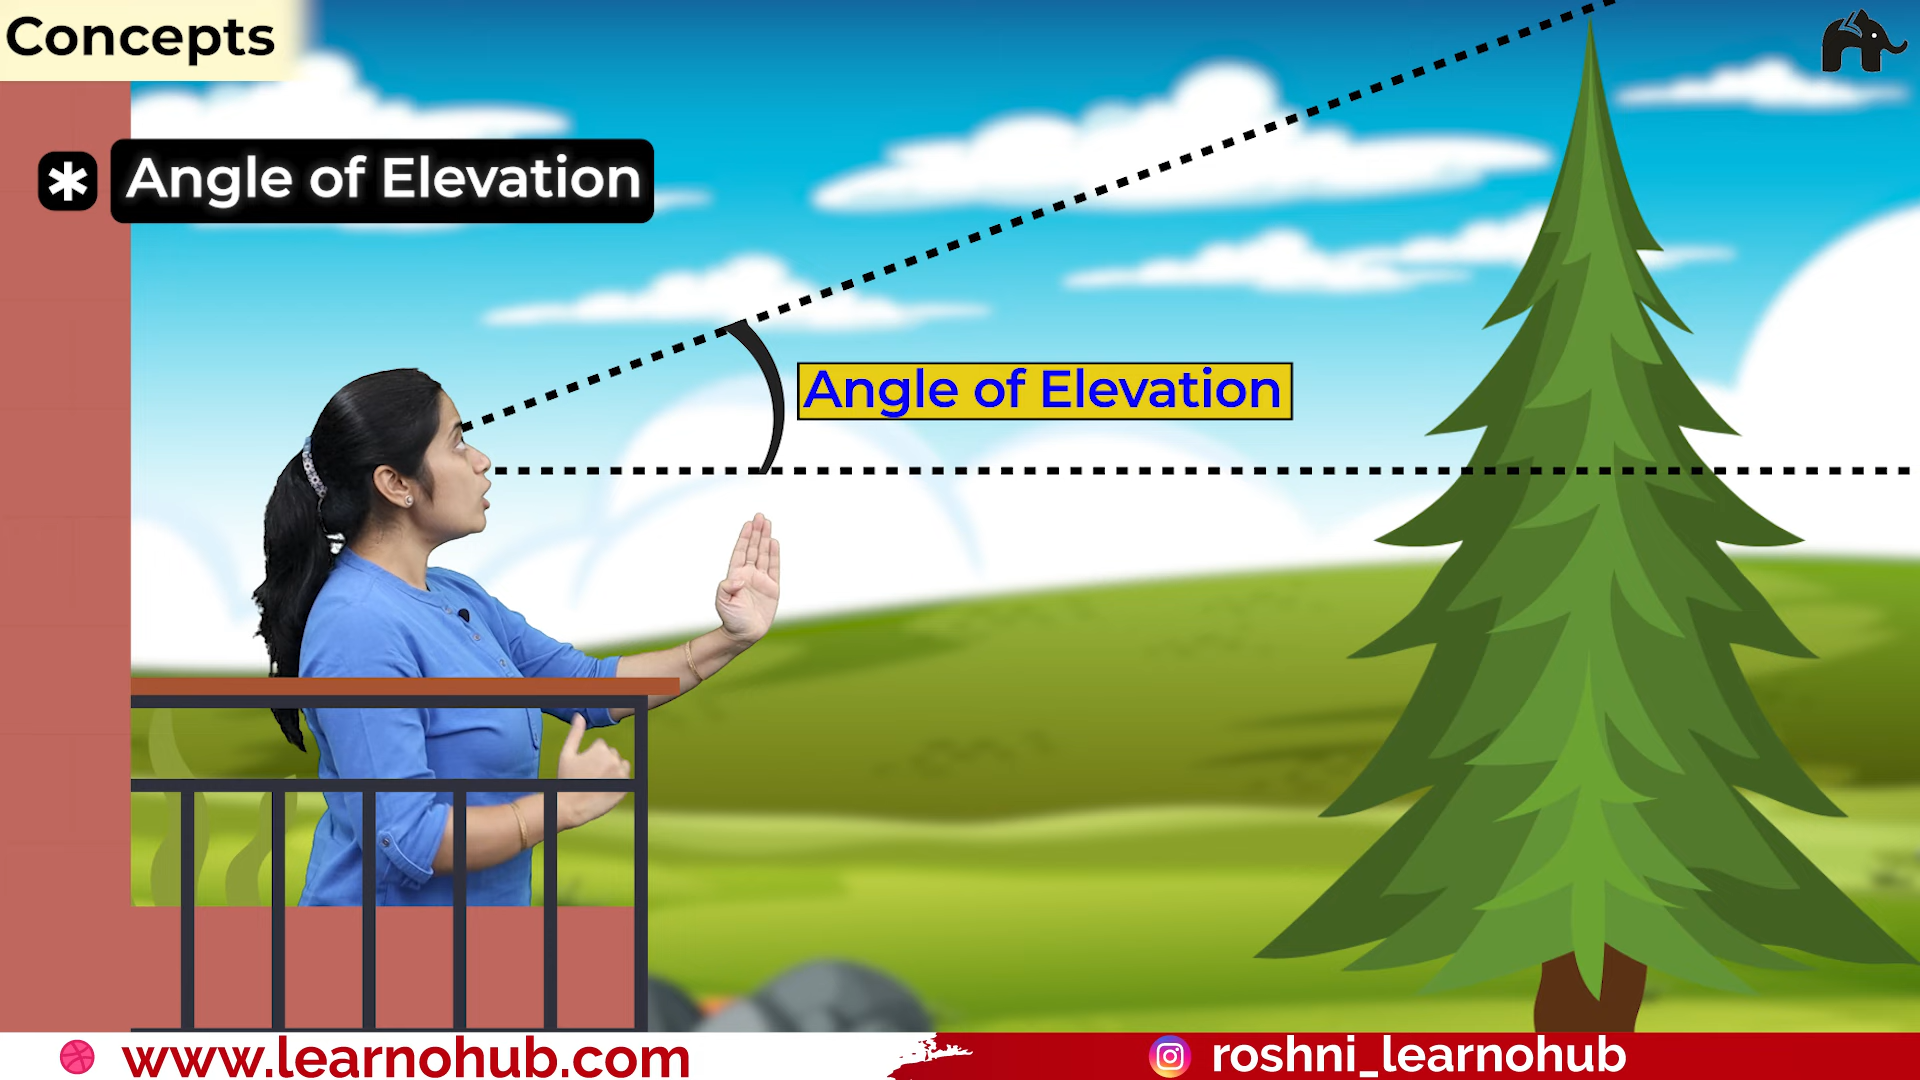 Concepts
* Angle of Elevation
Angle of Elevation
www.learnohub.com
roshni_learnohub